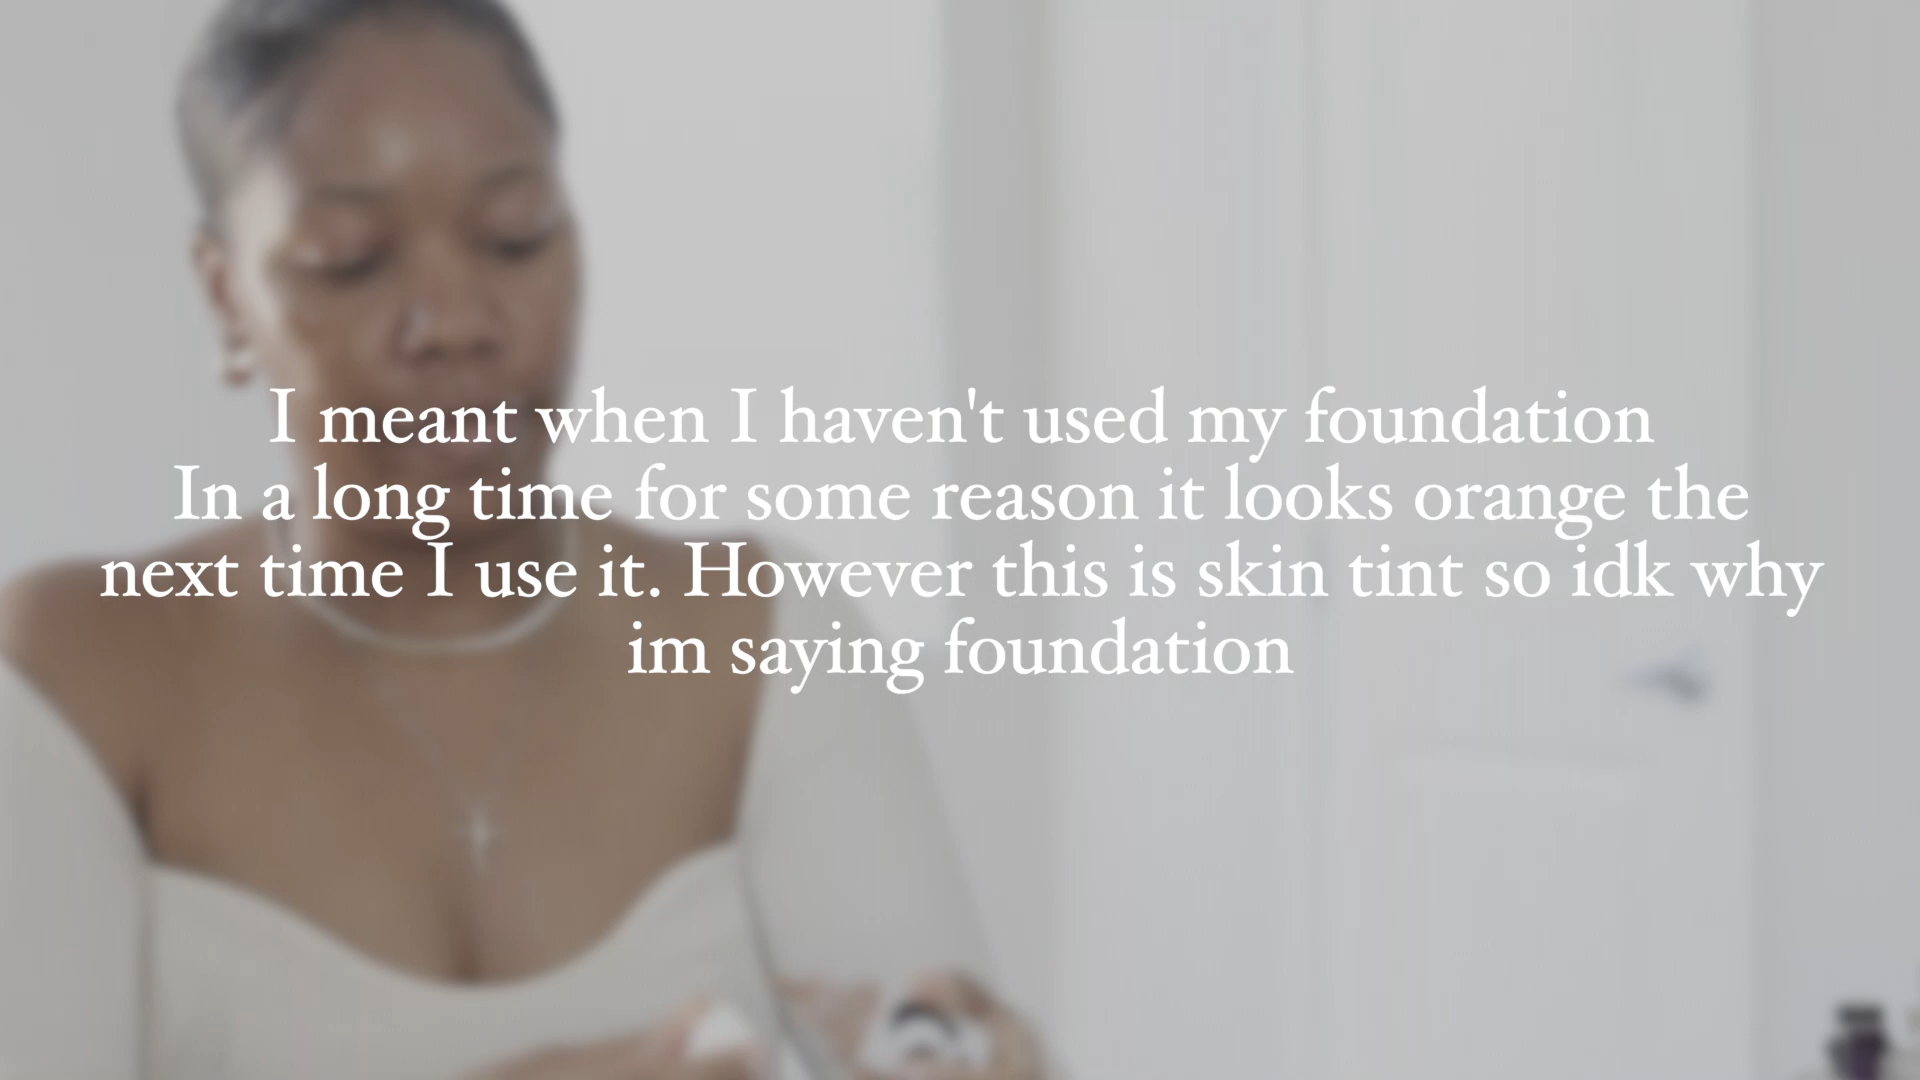 I meant when I haven't used my foundation
In a long time for some reason it looks orange the
next time I use it. However this is skin tint so idk why
im saying foundation